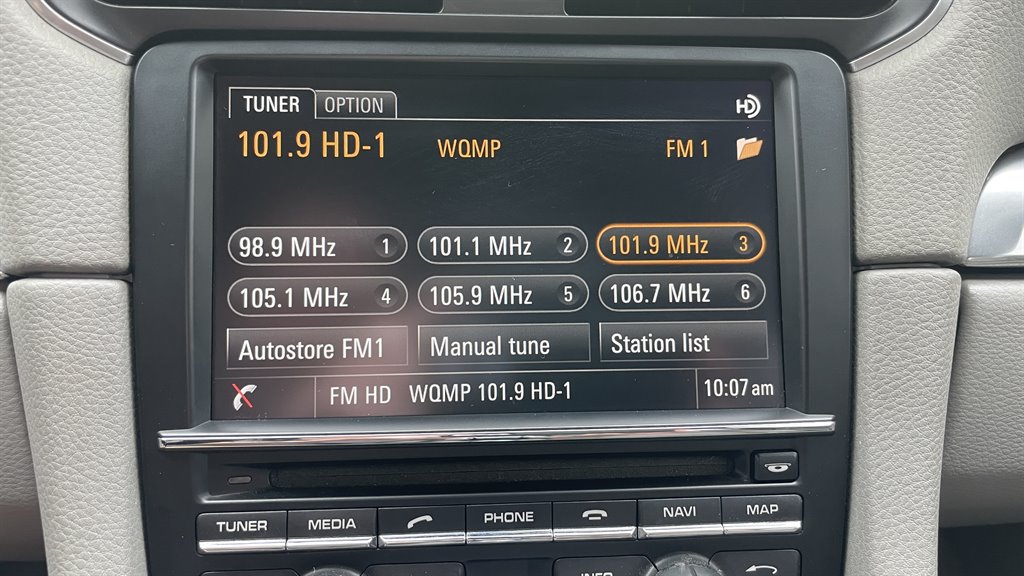 TUNER OPTION HD
101.9 HD-1 WQMP FM 1
98.9 MHz 1 101.1 MHz 2 101.9 MHz 3
105.1 MHz 4 105.9 MHz 5 106.7 MHz 6
Autostore FM1 Manual tune Station list
FM HD WQMP 101.9 HD-1 10:07 am
TUNER MEDIA PHONE NAVI MAP
INFO